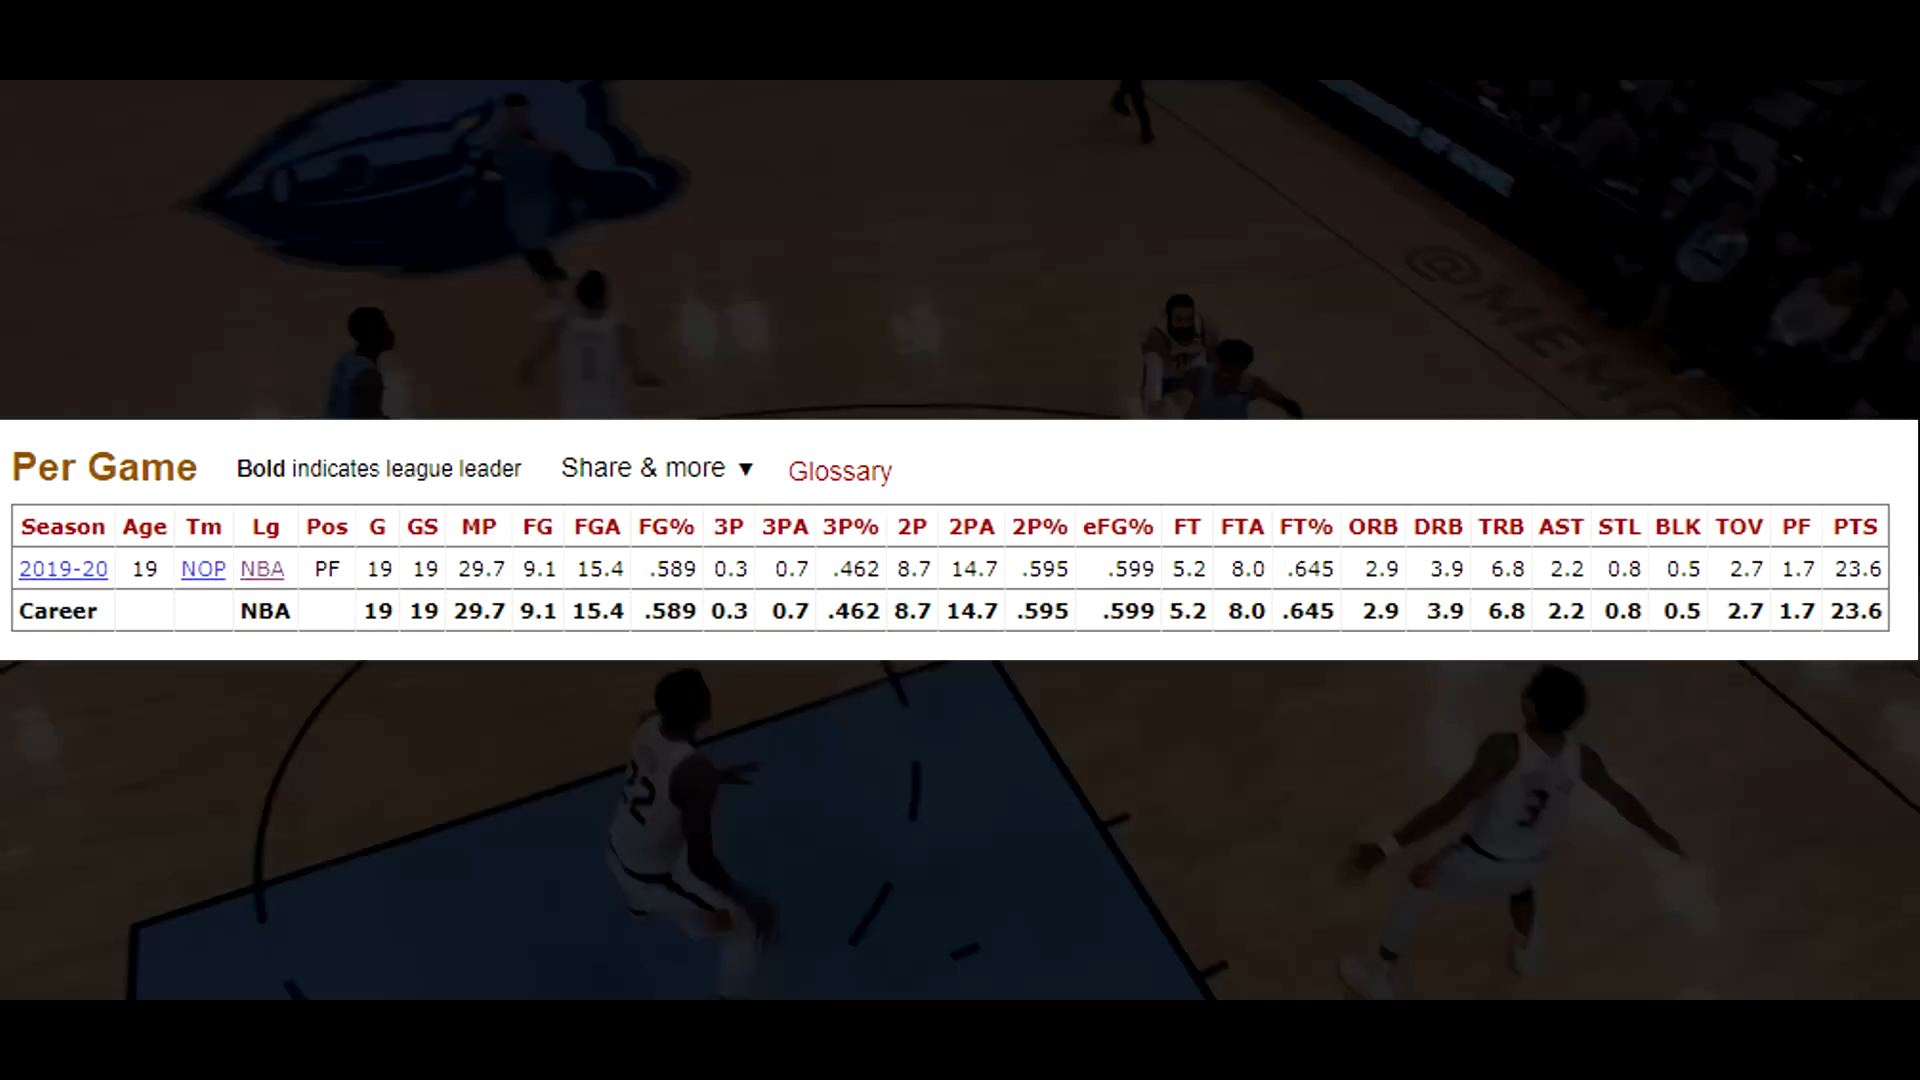 @MEMG
Per Game Bold indicates league leader Share & more ▼ Glossary
Season Age Tm Lg Pos G GS MP FG FGA FG% 3P 3PA 3P% 2P 2PA 2P% eFG% FT FTA FT% ORB DRB TRB AST STL BLK TOV PF PTS
2019-20 19 NOP NBA PF 19 19 29.7 9.1 15.4 .589 0.3 0.7 .462 8.7 14.7 .595 .599 5.2 8.0 .645 2.9 3.9 6.8 2.2 0.8 0.5 2.7 1.7 23.6
Career NBA 19 19 29.7 9.1 15.4 .589 0.3 0.7 .462 8.7 14.7 .595 .599 5.2 8.0 .645 2.9 3.9 6.8 2.2 0.8 0.5 2.7 1.7 23.6
3